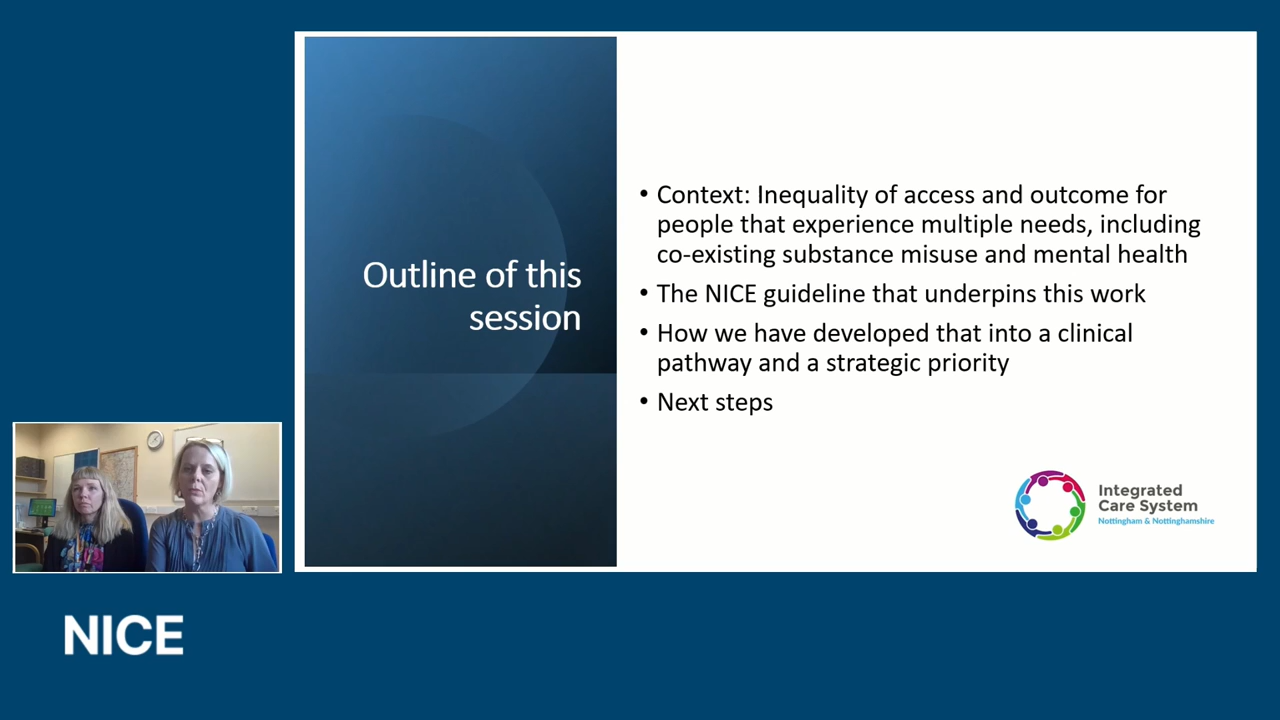 Outline of this
session
• Context: Inequality of access and outcome for
people that experience multiple needs, including
co-existing substance misuse and mental health
• The NICE guideline that underpins this work
• How we have developed that into a clinical
pathway and a strategic priority
• Next steps
Integrated
Care System
Nottingham & Nottinghamshire
NICE